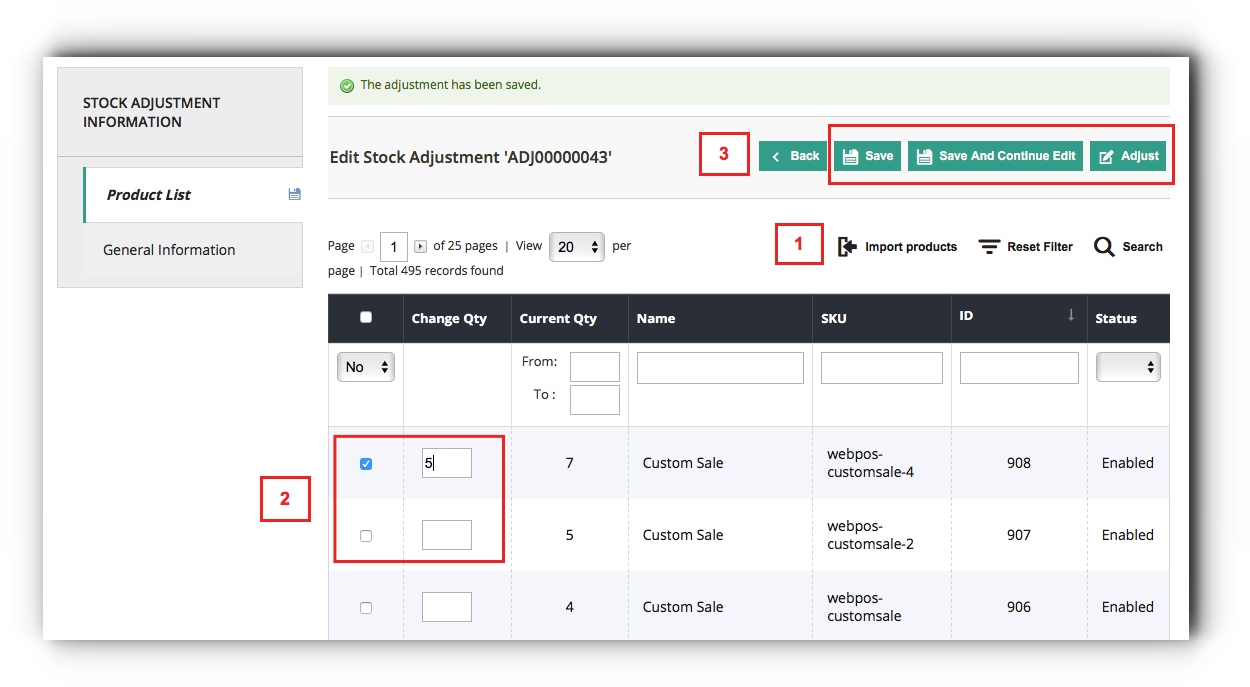 The adjustment has been saved.
STOCK ADJUSTMENT
INFORMATION
Product List
General Information
Edit Stock Adjustment 'ADJ00000043'
3
Back
Save
Save And Continue Edit
Adjust
Page 1 of 25 pages | View 20 per
page | Total 495 records found
1
Import products
Reset Filter
Search
Change Qty
Current Qty
Name
SKU
ID
Status
No
From:
To :
5
7
Custom Sale
webpos-
customsale-4
908
Enabled
2
5
Custom Sale
webpos-
customsale-2
907
Enabled
4
Custom Sale
webpos-
customsale
906
Enabled